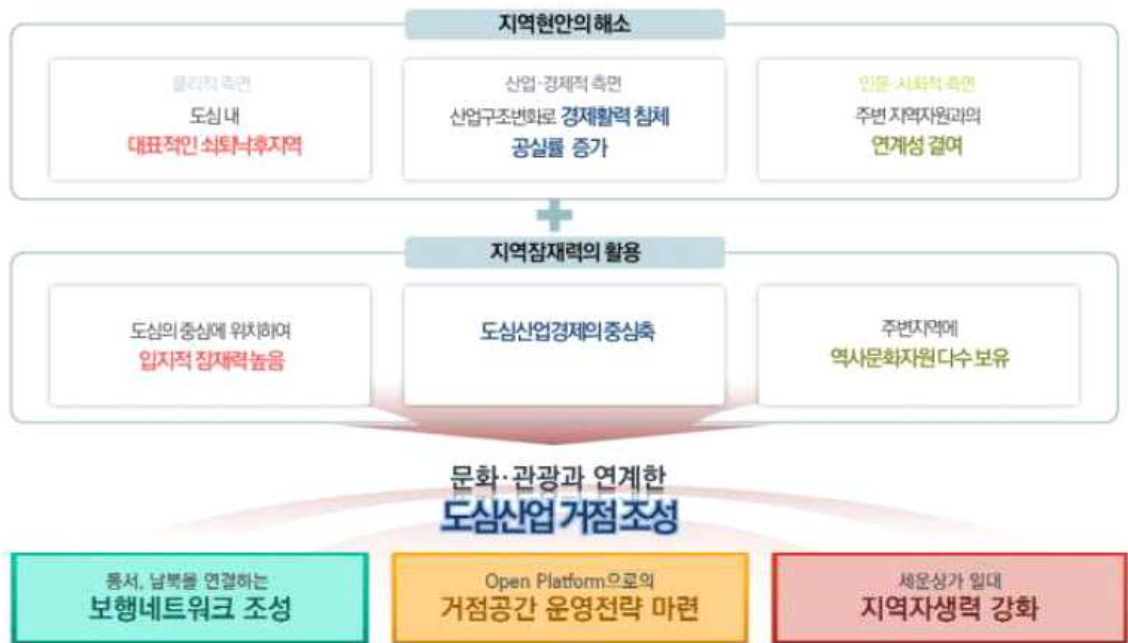 지역현안의 해소
물리적 측면
도심 내
대표적인 쇠퇴낙후지역
산업·경제적 측면
산업구조변화로 경제활력 침체
공실률 증가
인문·사회적 측면
주변 지역자원과의
연계성 결여
지역잠재력의 활용
도심의 중심에 위치하여
입지적 잠재력 높음
도심산업경제의 중심축
주변지역에
역사문화자원 다수 보유
문화·관광과 연계한
도심산업 거점 조성
동서, 남북을 연결하는
보행네트워크 조성
Open Platform으로의
거점공간 운영전략 마련
세운상가 일대
지역자생력 강화